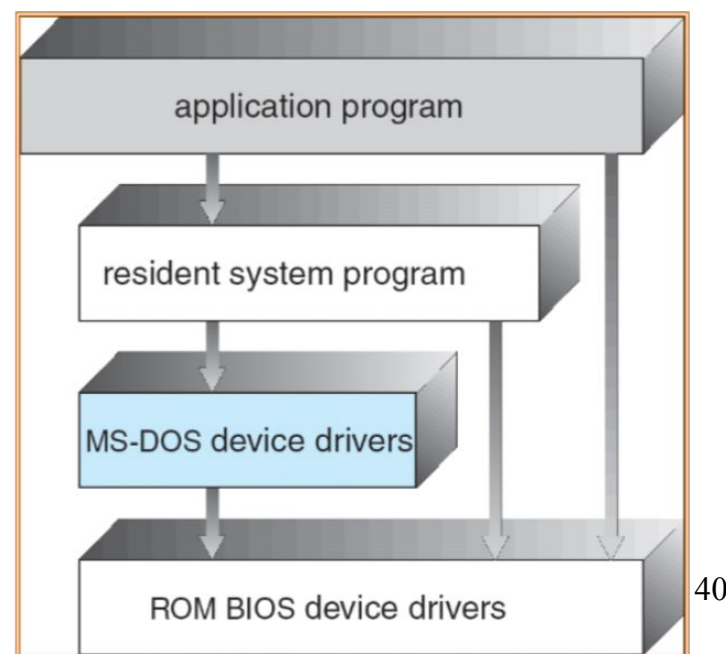 application program
resident system program
MS-DOS device drivers
ROM BIOS device drivers
40